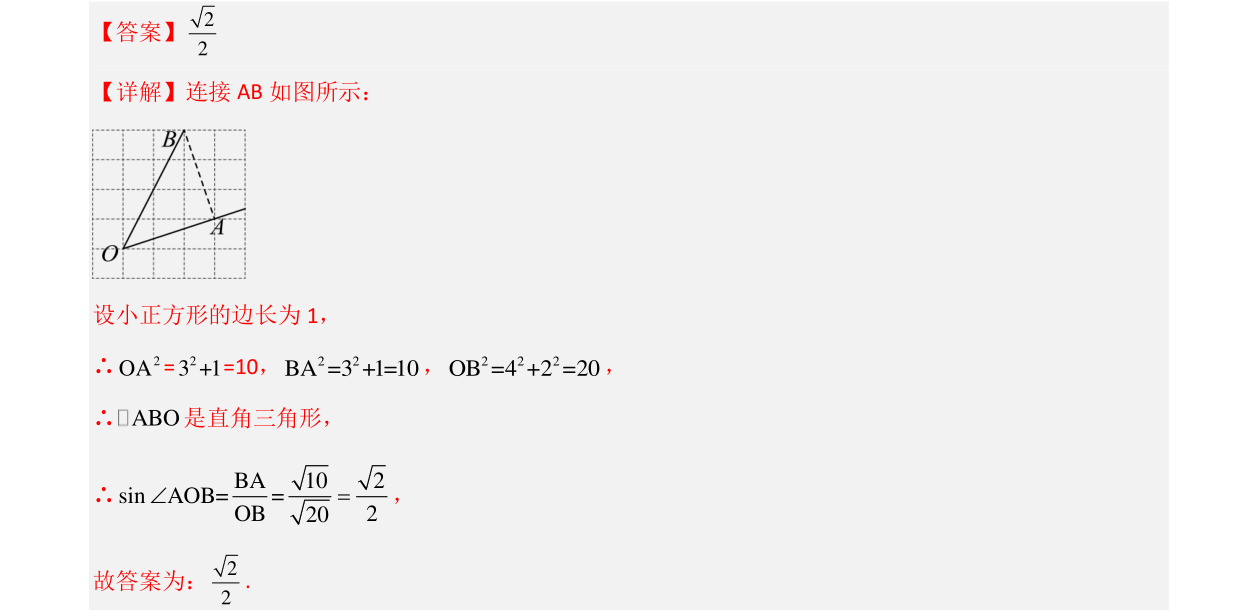 【答案】√2/2
【详解】连接 AB 如图所示：
B
A
O
设小正方形的边长为 1，
∴ OA²=3²+1=10， BA²=3²+1=10， OB²=4²+2²=20，
∴□ABO 是直角三角形，
∴ sin∠AOB=BA/OB=√10/√20=√2/2，
故答案为：√2/2.